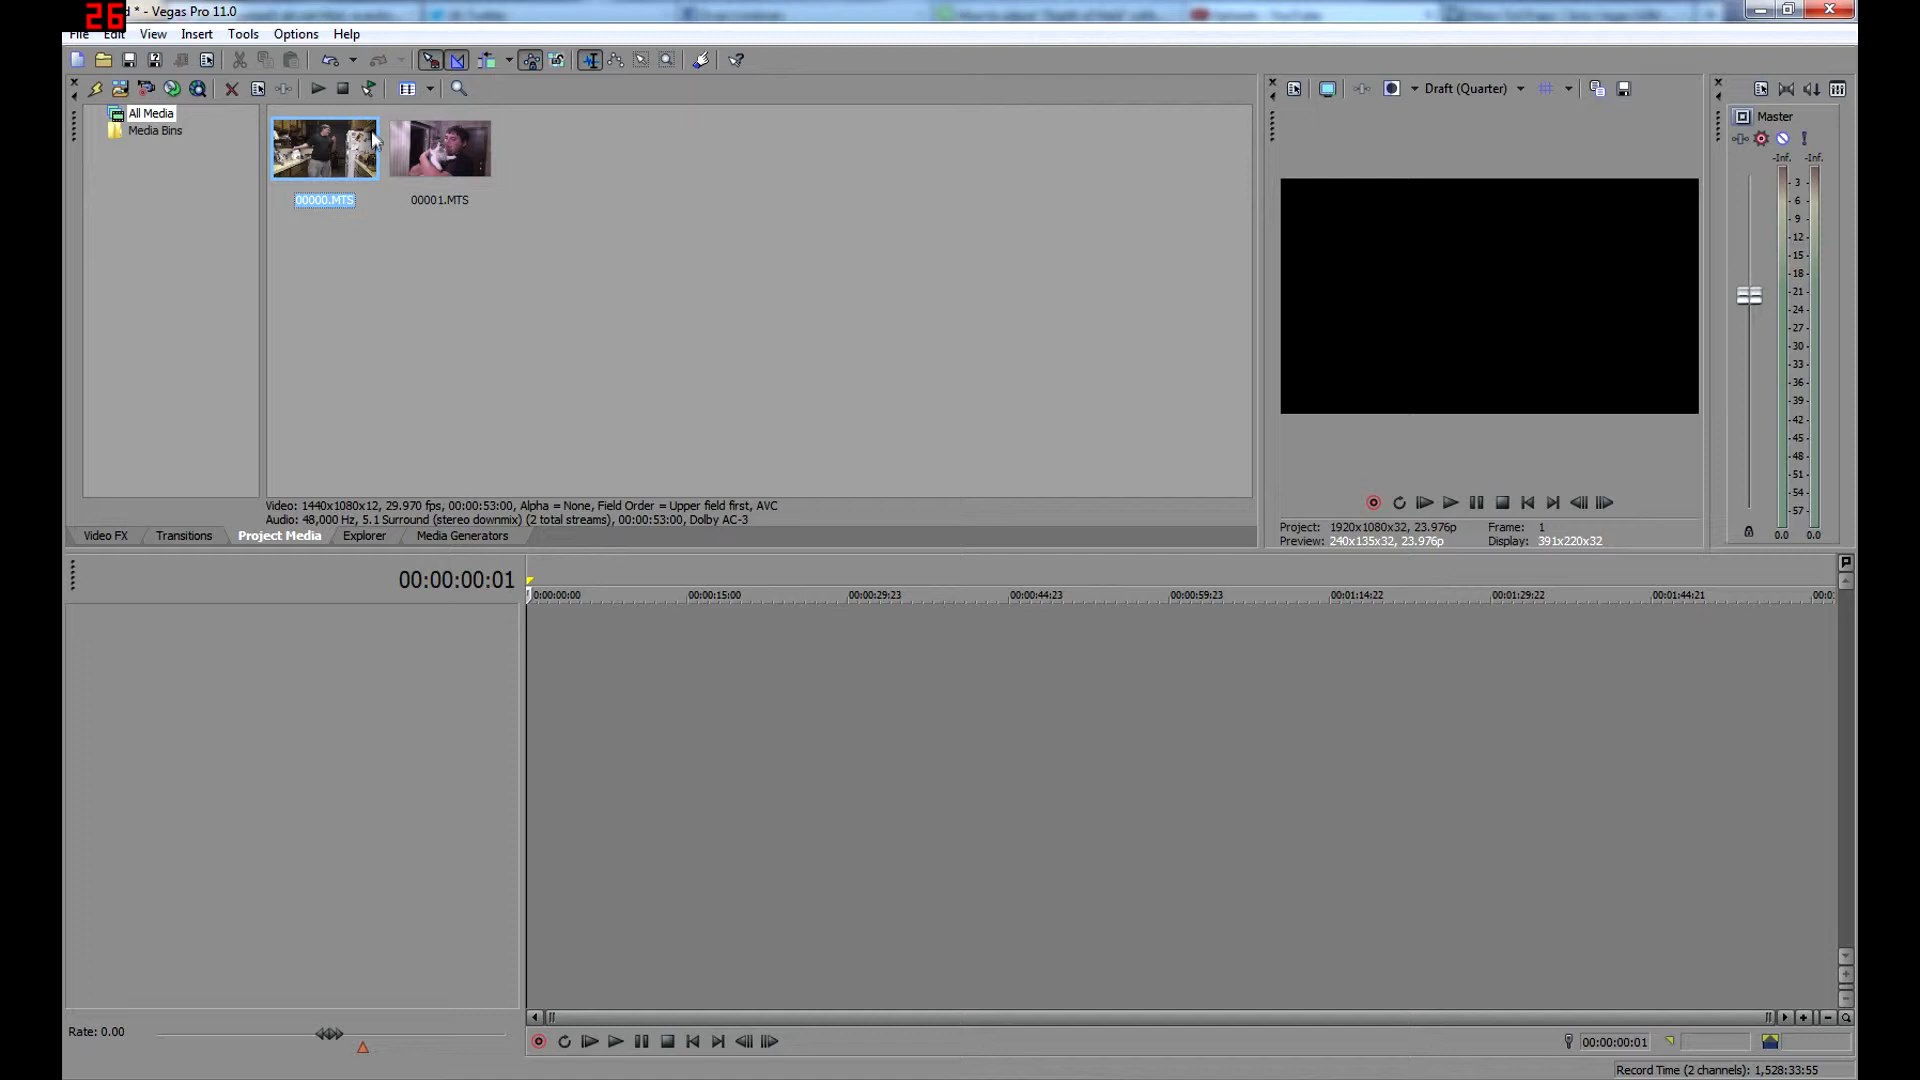 26
d * - Vegas Pro 11.0
File Edit View Insert Tools Options Help
All Media
Media Bins
00000.MTS
00001.MTS
Video: 1440x1080x12, 29.970 fps, 00:00:53:00, Alpha = None, Field Order = Upper field first, AVC
Audio: 48,000 Hz, 5.1 Surround (stereo downmix) (2 total streams), 00:00:53:00, Dolby AC-3
Video FX Transitions Project Media Explorer Media Generators
Draft (Quarter)
Project: 1920x1080x32, 23.976p Frame: 1
Preview: 240x135x32, 23.976p Display: 391x220x32
Master
-Inf. -Inf.
- 3 -
- 6 -
- 9 -
- 12 -
- 15 -
- 18 -
- 21 -
- 24 -
- 27 -
- 30 -
- 33 -
- 36 -
- 39 -
- 42 -
- 45 -
- 48 -
- 51 -
- 54 -
- 57 -
0.0 0.0
00:00:00:01
0:00:00:00 00:00:15:00 00:00:29:23 00:00:44:23 00:00:59:23 00:01:14:22 00:01:29:22 00:01:44:21 00:0
Rate: 0.00
00:00:00:01
Record Time (2 channels): 1,528:33:55